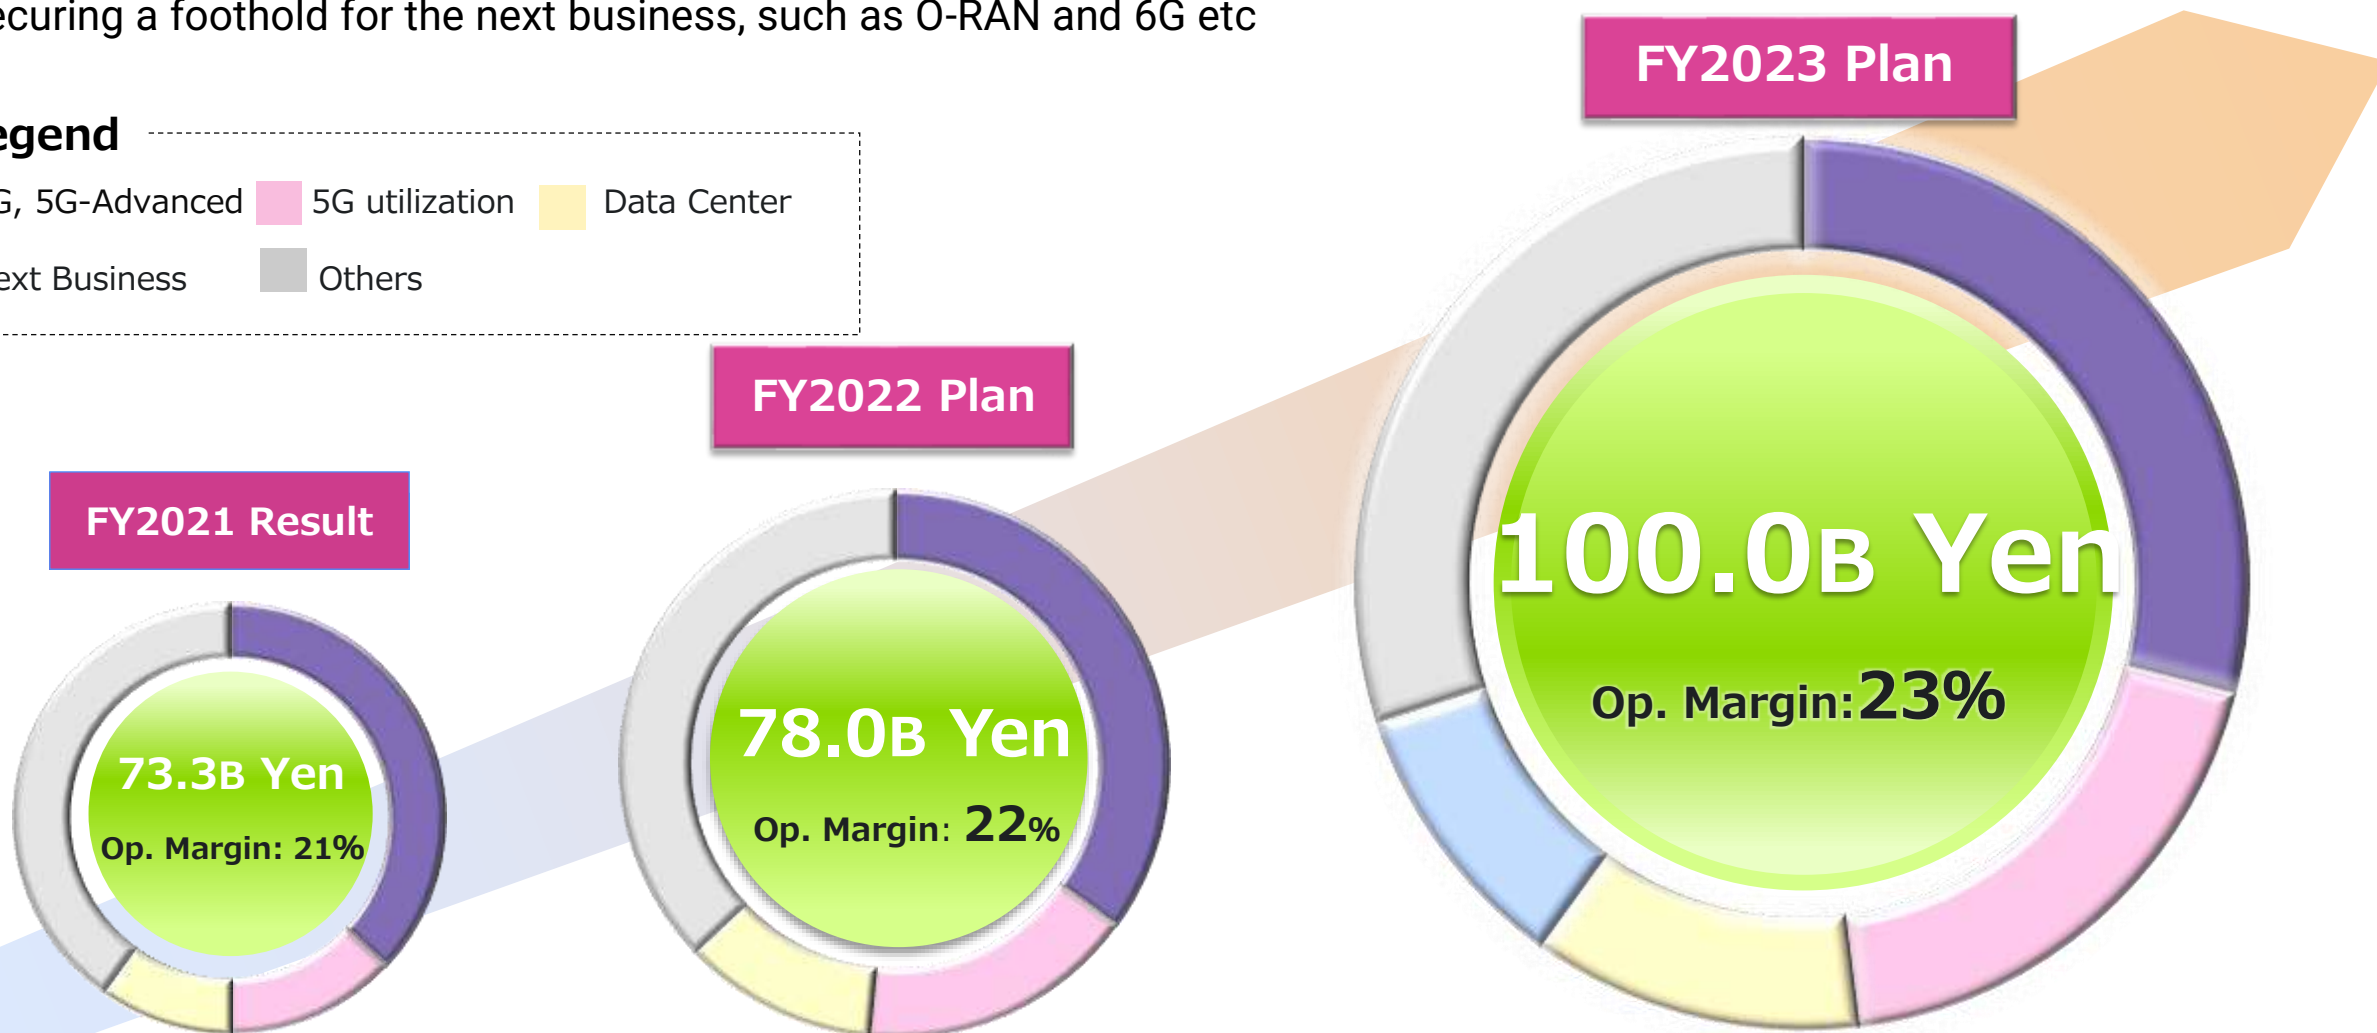 ecuring a foothold for the next business, such as O-RAN and 6G etc
FY2023 Plan
egend
G, 5G-Advanced
5G utilization
Data Center
ext Business
Others
FY2022 Plan
FY2021 Result
100.0B Yen
Op. Margin:23%
78.0B Yen
Op. Margin: 22%
73.3B Yen
Op. Margin: 21%